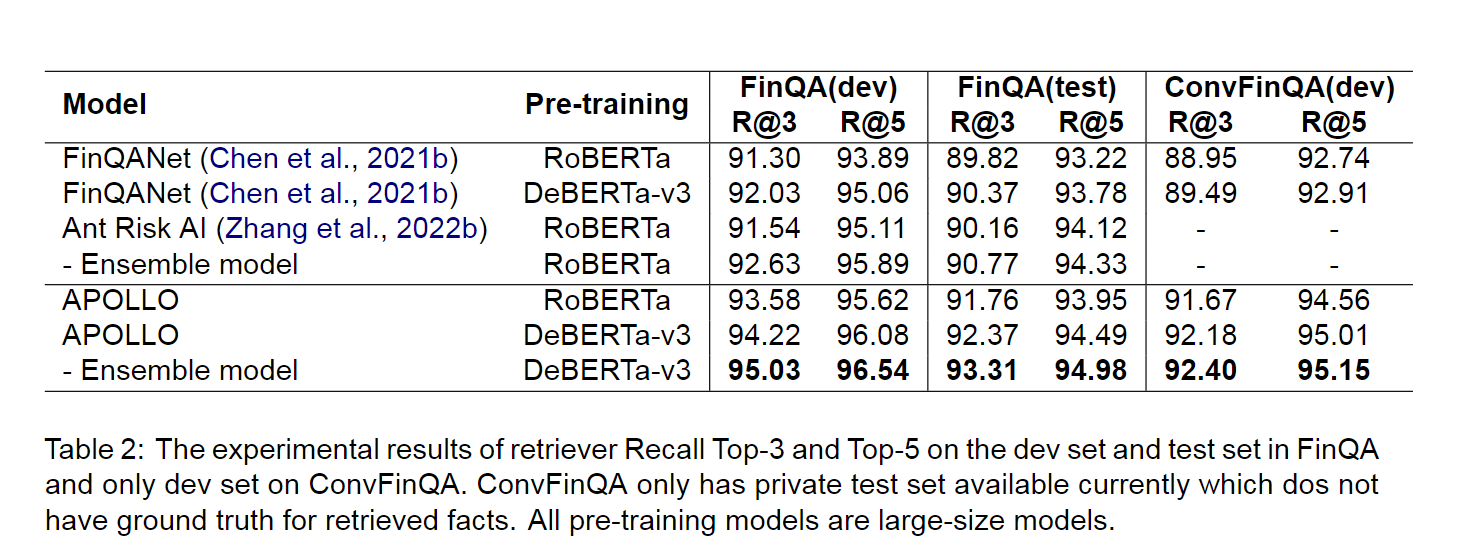 Model Pre-training FinQA(dev) FinQA(test) ConvFinQA(dev)
R@3 R@5 R@3 R@5 R@3 R@5
FinQANet (Chen et al., 2021b) RoBERTa 91.30 93.89 89.82 93.22 88.95 92.74
FinQANet (Chen et al., 2021b) DeBERTa-v3 92.03 95.06 90.37 93.78 89.49 92.91
Ant Risk AI (Zhang et al., 2022b) RoBERTa 91.54 95.11 90.16 94.12 - -
- Ensemble model RoBERTa 92.63 95.89 90.77 94.33 - -
APOLLO RoBERTa 93.58 95.62 91.76 93.95 91.67 94.56
APOLLO DeBERTa-v3 94.22 96.08 92.37 94.49 92.18 95.01
- Ensemble model DeBERTa-v3 95.03 96.54 93.31 94.98 92.40 95.15
Table 2: The experimental results of retriever Recall Top-3 and Top-5 on the dev set and test set in FinQA
and only dev set on ConvFinQA. ConvFinQA only has private test set available currently which dos not
have ground truth for retrieved facts. All pre-training models are large-size models.